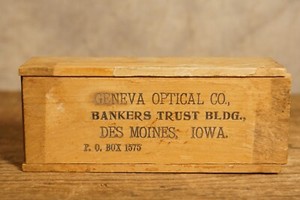 GENEVA OPTICAL CO.,
BANKERS TRUST BLDG.,
DES MOINES, IOWA.
P. O. BOX 1575